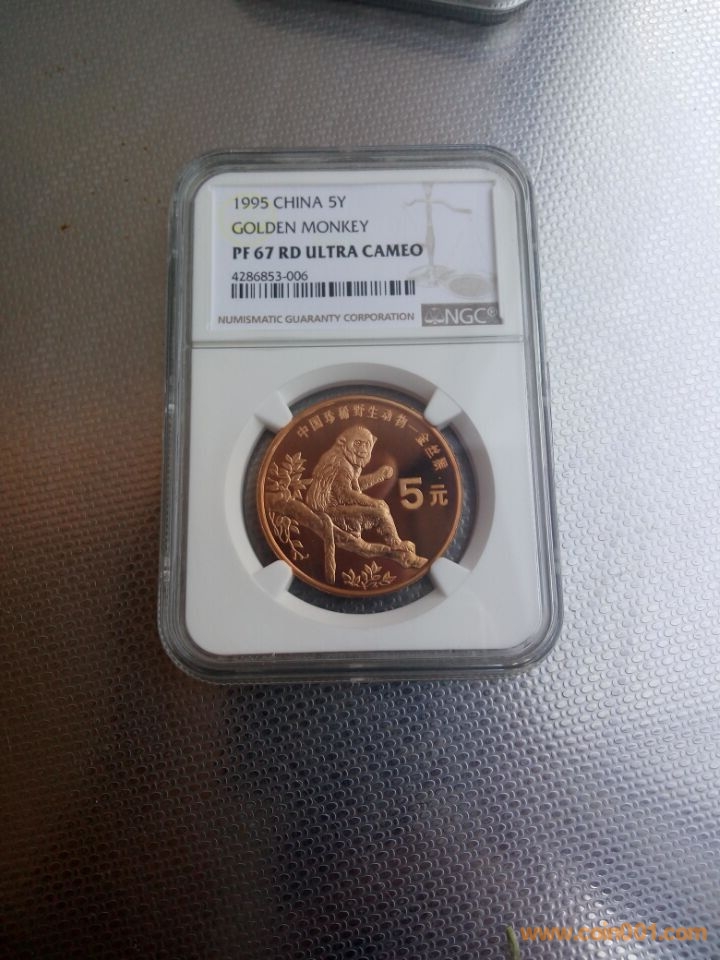 1995 CHINA 5Y
GOLDEN MONKEY
PF 67 RD ULTRA CAMEO
4286853-006
NUMISMATIC GUARANTY CORPORATION
NGC®
中国珍稀野生动物—金丝猴
5元
www.coin001.com